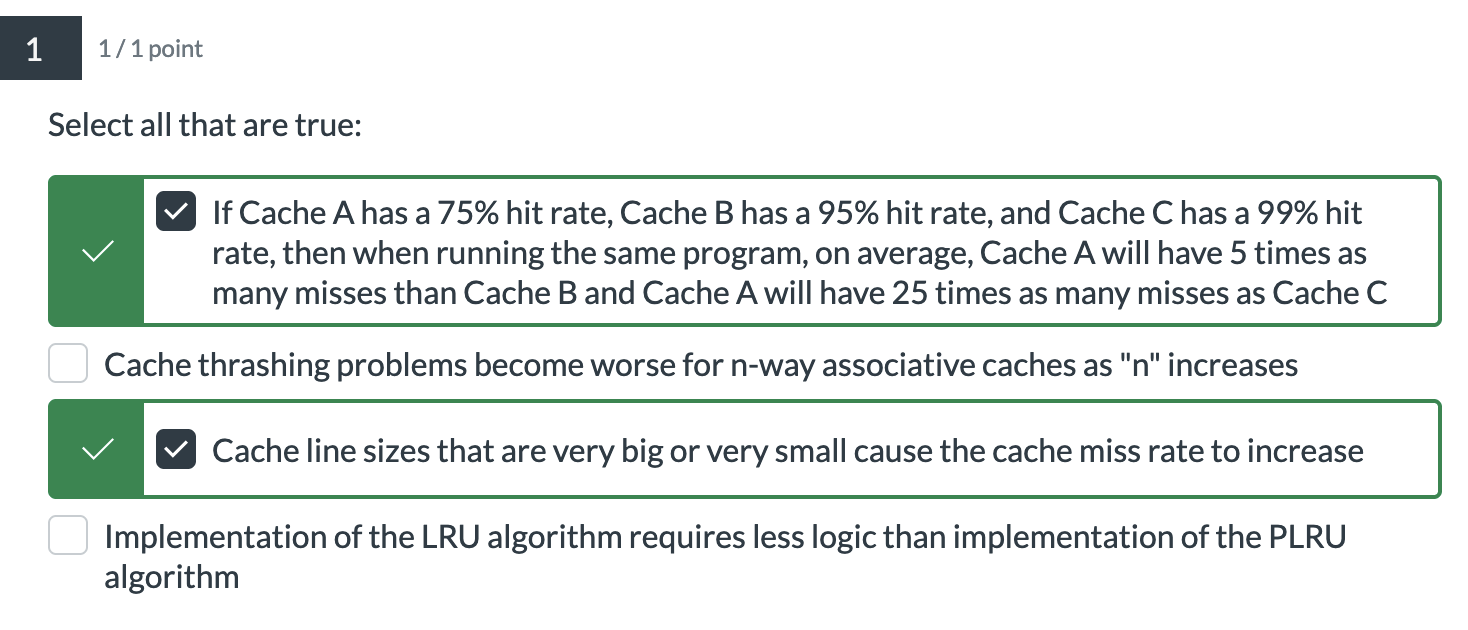 1
1 / 1 point
Select all that are true:
If Cache A has a 75% hit rate, Cache B has a 95% hit rate, and Cache C has a 99% hit
rate, then when running the same program, on average, Cache A will have 5 times as
many misses than Cache B and Cache A will have 25 times as many misses as Cache C
Cache thrashing problems become worse for n-way associative caches as "n" increases
Cache line sizes that are very big or very small cause the cache miss rate to increase
Implementation of the LRU algorithm requires less logic than implementation of the PLRU
algorithm